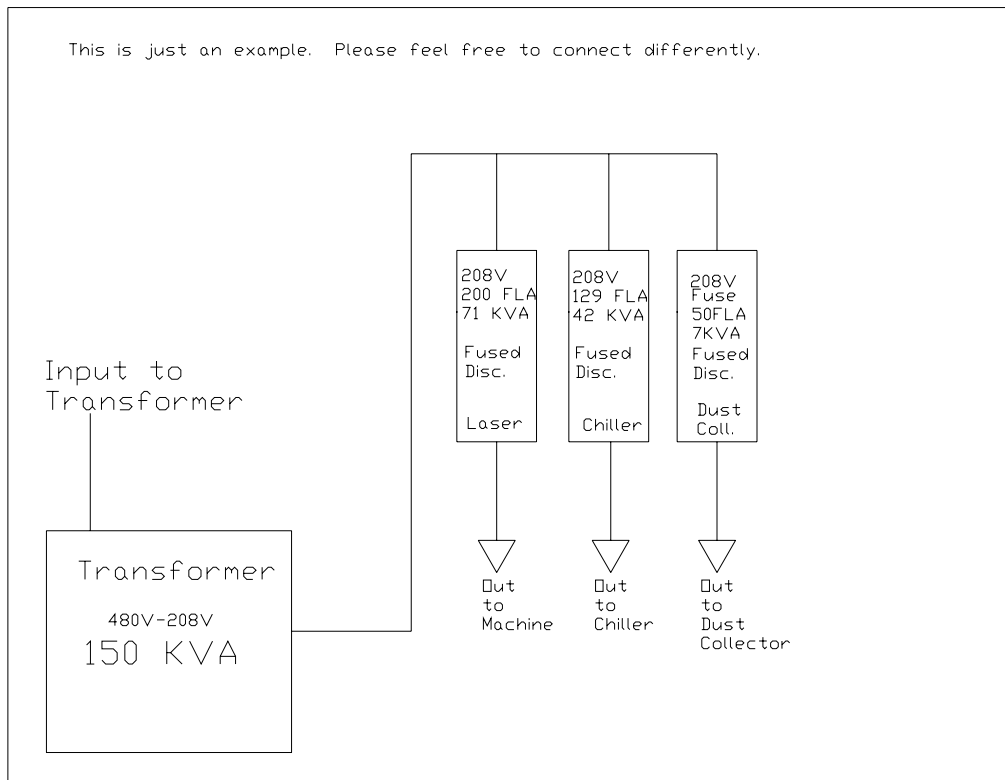 This is just an example.  Please feel free to connect differently.
208V
200 FLA
71 KVA
Fused
Disc.
Laser
208V
129 FLA
42 KVA
Fused
Disc.
Chiller
208V
Fuse
50FLA
7KVA
Fused
Disc.
Dust
Coll.
Input to
Transformer
Transformer
480V-208V
150 KVA
Out
to
Machine
Out
to
Chiller
Out
to
Dust
Collector